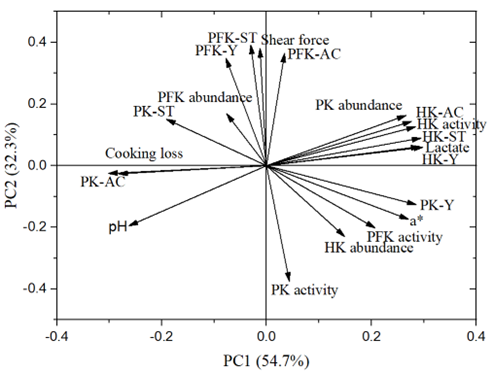 0.4
0.2
0.0
-0.2
-0.4
PC2 (32.3%)
PFK-ST
Shear force
PFK-Y
PFK-AC
PFK abundance
PK abundance
PK-ST
HK-AC
HK activity
HK-ST
Cooking loss
Lactate
HK-Y
PK-AC
PK-Y
a*
pH
PFK activity
HK abundance
PK activity
-0.4
-0.2
0.0
0.2
0.4
PC1 (54.7%)